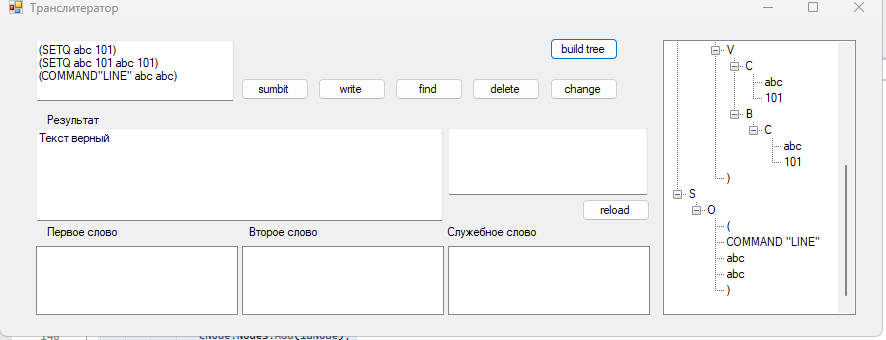 Транслитератор
(SETQ abc 101)
(SETQ abc 101 abc 101)
(COMMAND"LINE" abc abc)
build tree
sumbit
write
find
delete
change
Результат
Текст верный
reload
Первое слово
Второе слово
Служебное слово
V
C
abc
101
B
C
abc
101
)
S
O
(
COMMAND "LINE"
abc
abc
)